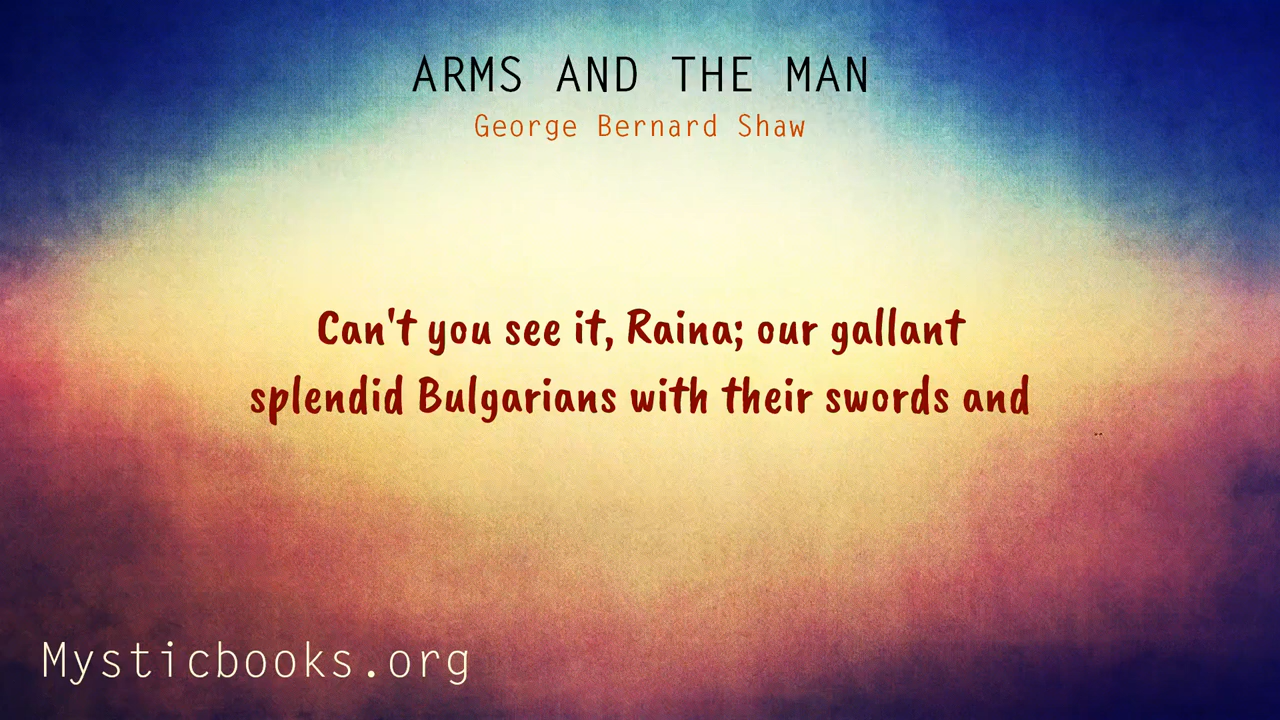 ARMS AND THE MAN
George Bernard Shaw
Can't you see it, Raina; our gallant
splendid Bulgarians with their swords and
Mysticbooks.org